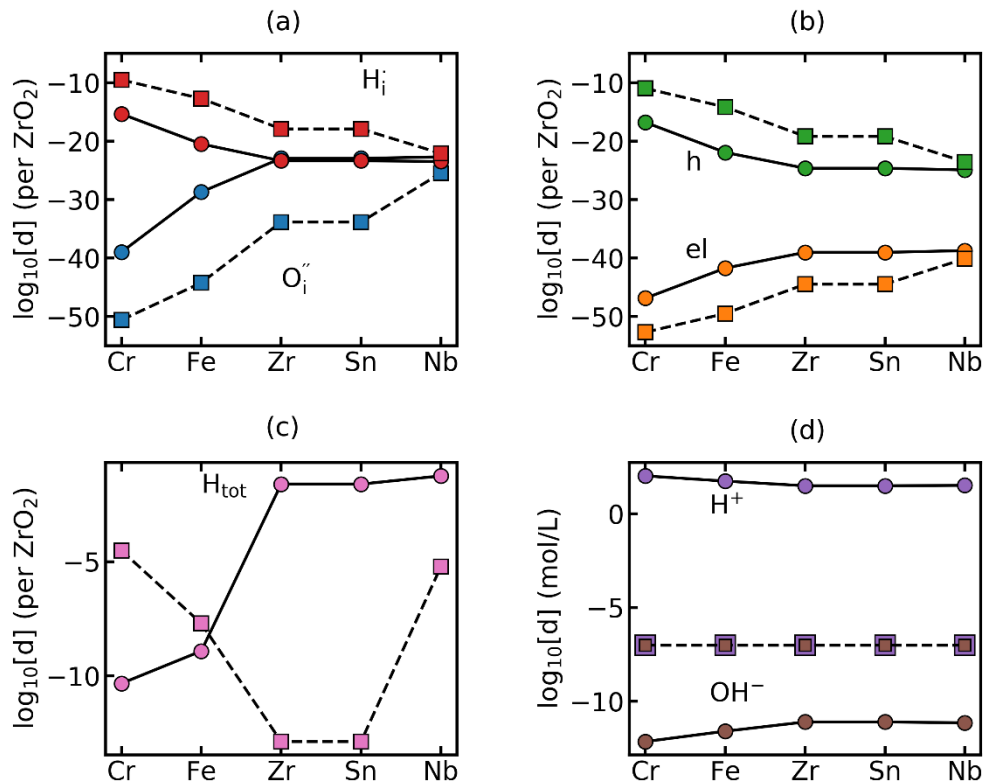 (a)
log₁₀[d] (per ZrO₂)
−10
−20
−30
−40
−50
Hᵢ
O″ᵢ
Cr Fe Zr Sn Nb
(b)
log₁₀[d] (per ZrO₂)
−10
−20
−30
−40
−50
h
el
Cr Fe Zr Sn Nb
(c)
log₁₀[d] (per ZrO₂)
−5
−10
H_tot
Cr Fe Zr Sn Nb
(d)
log₁₀[d] (mol/L)
0
−5
−10
H⁺
OH⁻
Cr Fe Zr Sn Nb